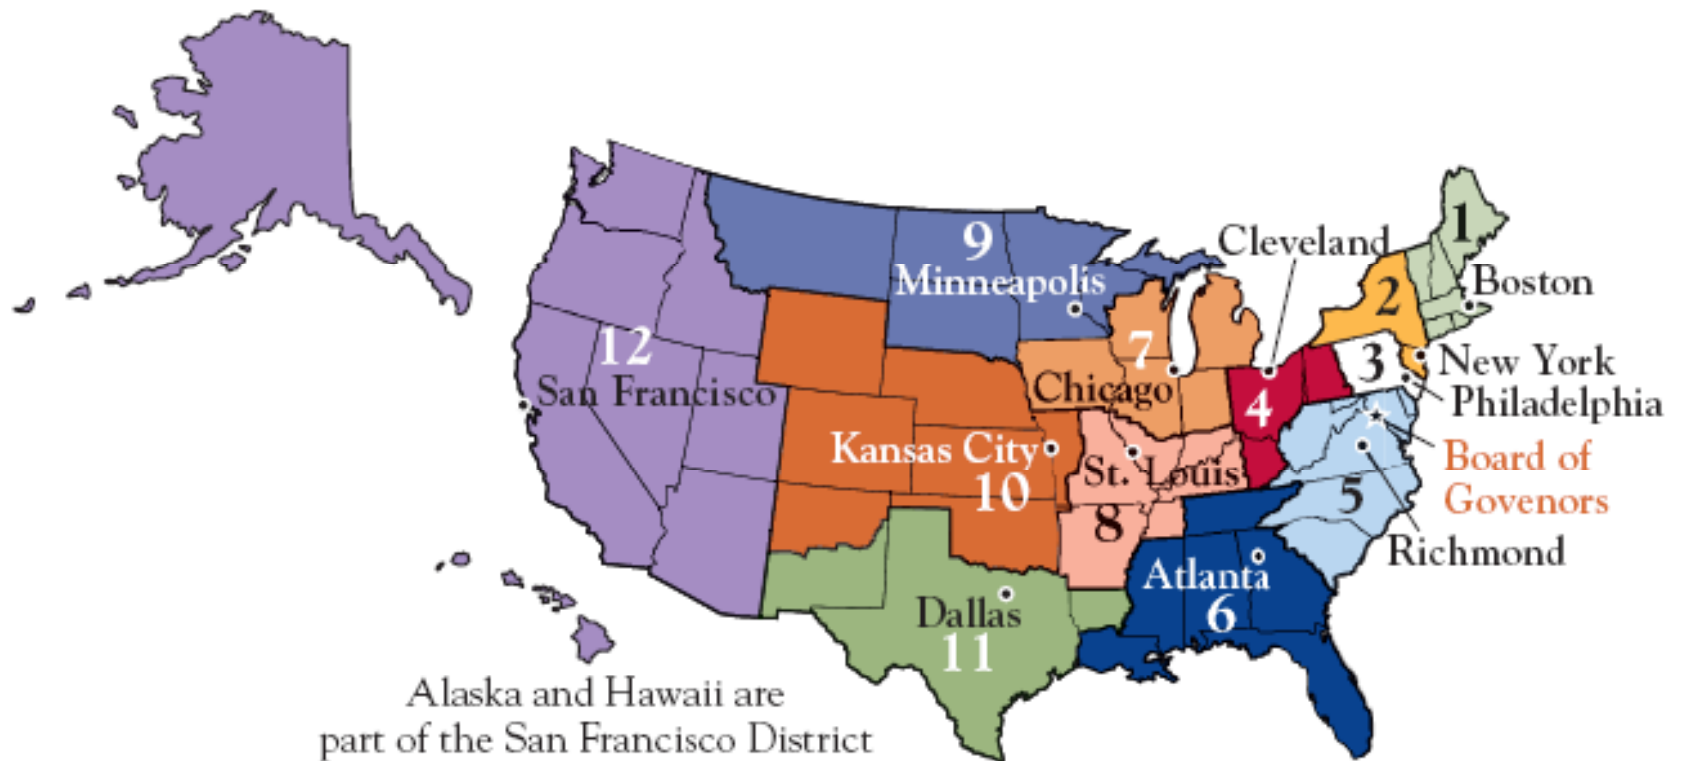 9
Minneapolis
Cleveland
1
2
Boston
12
San Francisco
7
Chicago
3
New York
4
Philadelphia
Kansas City
10
St. Louis
8
Board of
Govenors
5
Richmond
Atlanta
6
Dallas
11
Alaska and Hawaii are
part of the San Francisco District